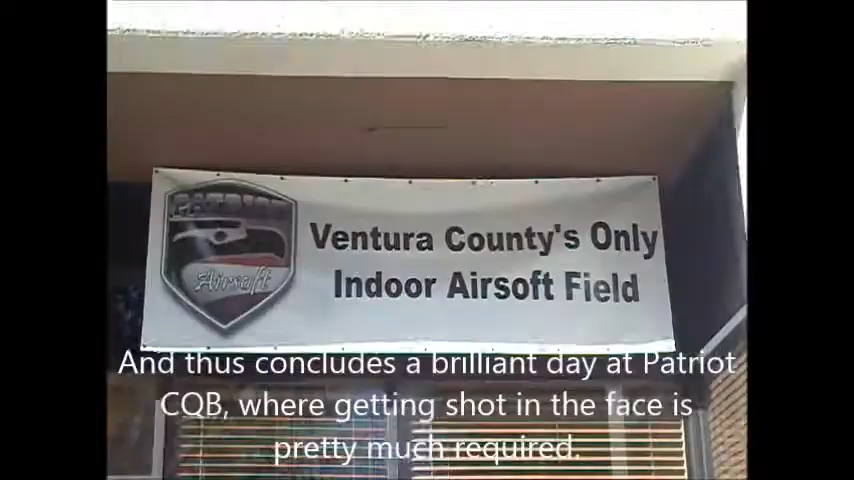 PATRIOT
Airsoft
Ventura County's Only
Indoor Airsoft Field
And thus concludes a brilliant day at Patriot
CQB, where getting shot in the face is
pretty much required.